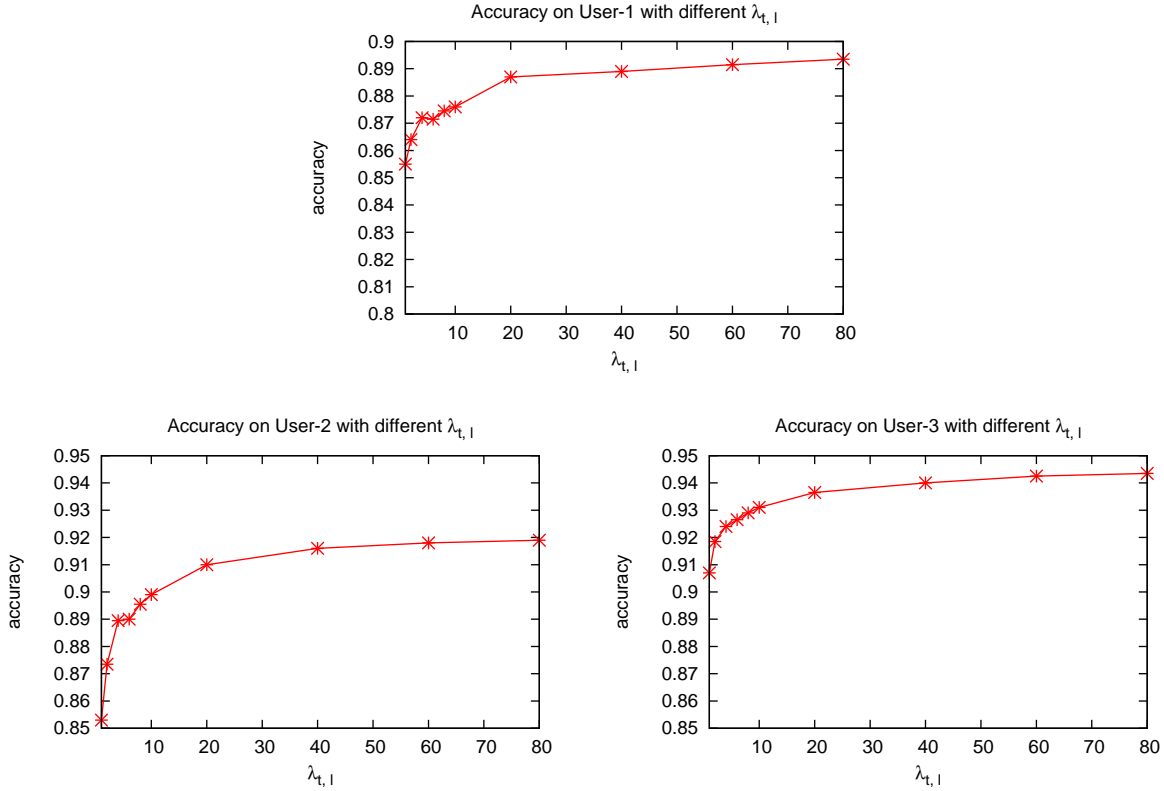 Accuracy on User-1 with different λt, l
0.9
0.89
0.88
0.87
0.86
0.85
0.84
0.83
0.82
0.81
0.8
accuracy
10 20 30 40 50 60 70 80
λt, l
Accuracy on User-2 with different λt, l
0.95
0.94
0.93
0.92
0.91
0.9
0.89
0.88
0.87
0.86
0.85
accuracy
10 20 30 40 50 60 70 80
λt, l
Accuracy on User-3 with different λt, l
0.95
0.94
0.93
0.92
0.91
0.9
0.89
0.88
0.87
0.86
0.85
accuracy
10 20 30 40 50 60 70 80
λt, l